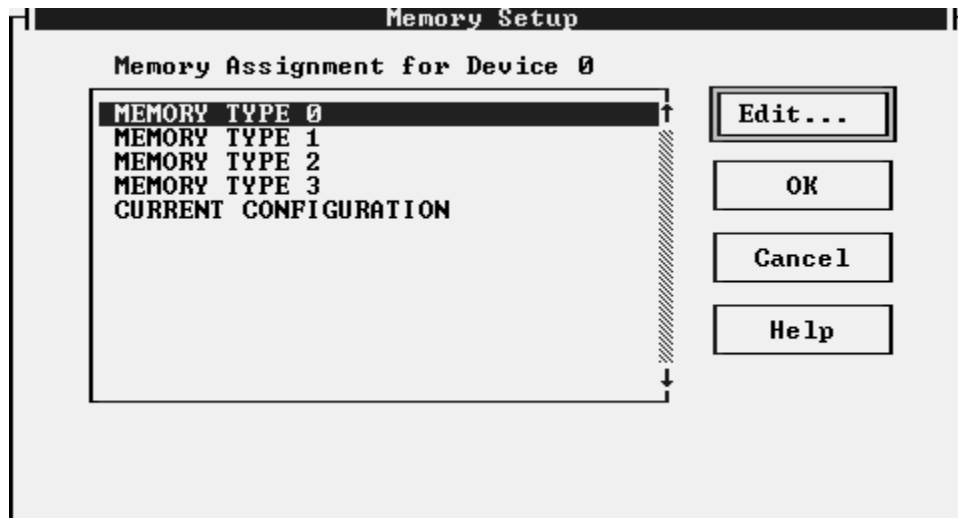 Memory Setup
Memory Assignment for Device 0
MEMORY TYPE 0
MEMORY TYPE 1
MEMORY TYPE 2
MEMORY TYPE 3
CURRENT CONFIGURATION
Edit...
OK
Cancel
Help